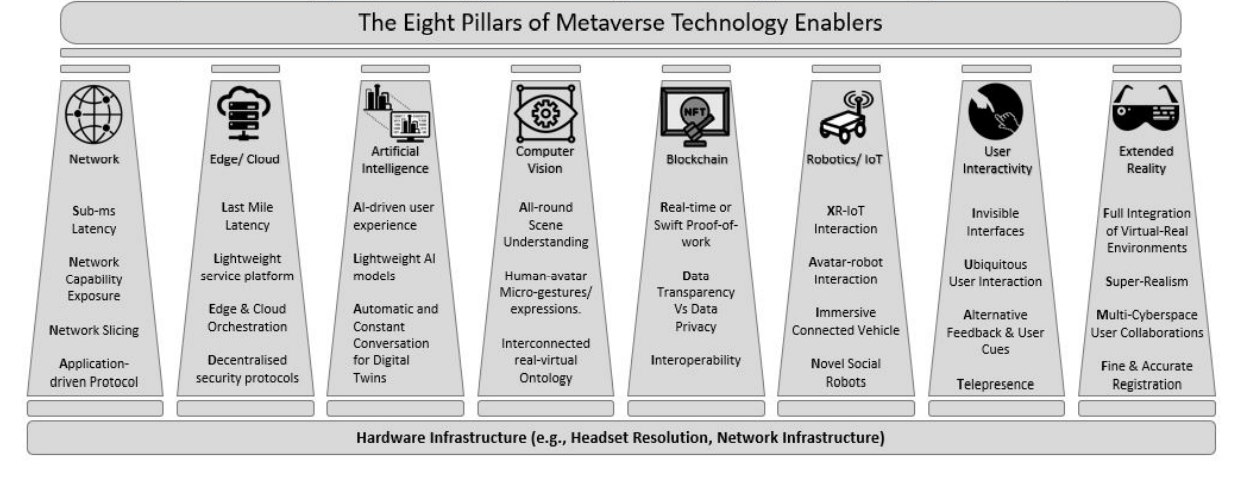 The Eight Pillars of Metaverse Technology Enablers
Network
Sub-ms
Latency
Network
Capability
Exposure
Network Slicing
Application-
driven Protocol
Edge/ Cloud
Last Mile
Latency
Lightweight
service platform
Edge & Cloud
Orchestration
Decentralised
security protocols
Artificial
Intelligence
AI-driven user
experience
Lightweight AI
models
Automatic and
Constant
Conversation
for Digital
Twins
Computer
Vision
All-round
Scene
Understanding
Human-avatar
Micro-gestures/
expressions.
Interconnected
real-virtual
Ontology
NFT
Blockchain
Real-time or
Swift Proof-of-
work
Data
Transparency
Vs Data
Privacy
Interoperability
Robotics/ IoT
XR-IoT
Interaction
Avatar-robot
Interaction
Immersive
Connected Vehicle
Novel Social
Robots
User
Interactivity
Invisible
Interfaces
Ubiquitous
User Interaction
Alternative
Feedback & User
Cues
Telepresence
Extended
Reality
Full Integration
of Virtual-Real
Environments
Super-Realism
Multi-Cyberspace
User Collaborations
Fine & Accurate
Registration
Hardware Infrastructure (e.g., Headset Resolution, Network Infrastructure)